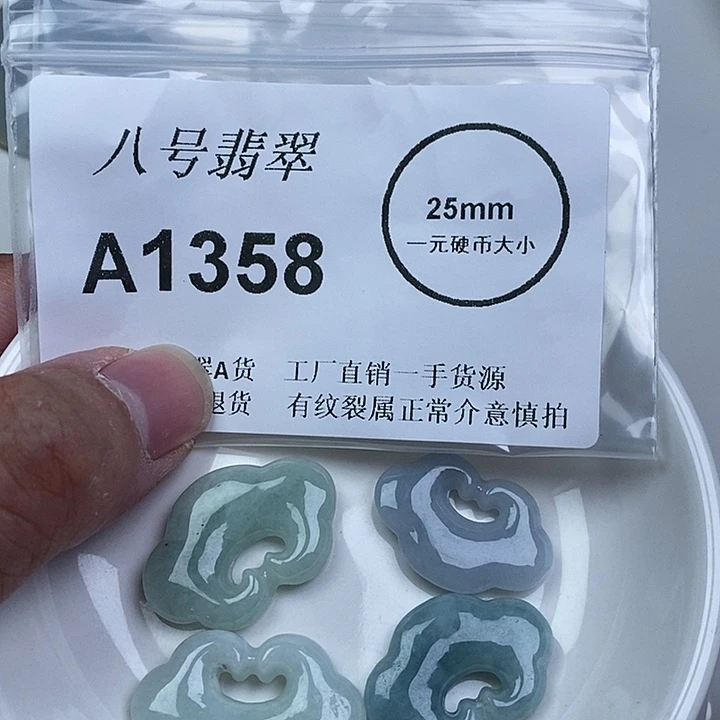 八号翡翠
A1358
25mm
一元硬币大小
A货 工厂直销一手货源
退货 有纹裂属正常介意慎拍